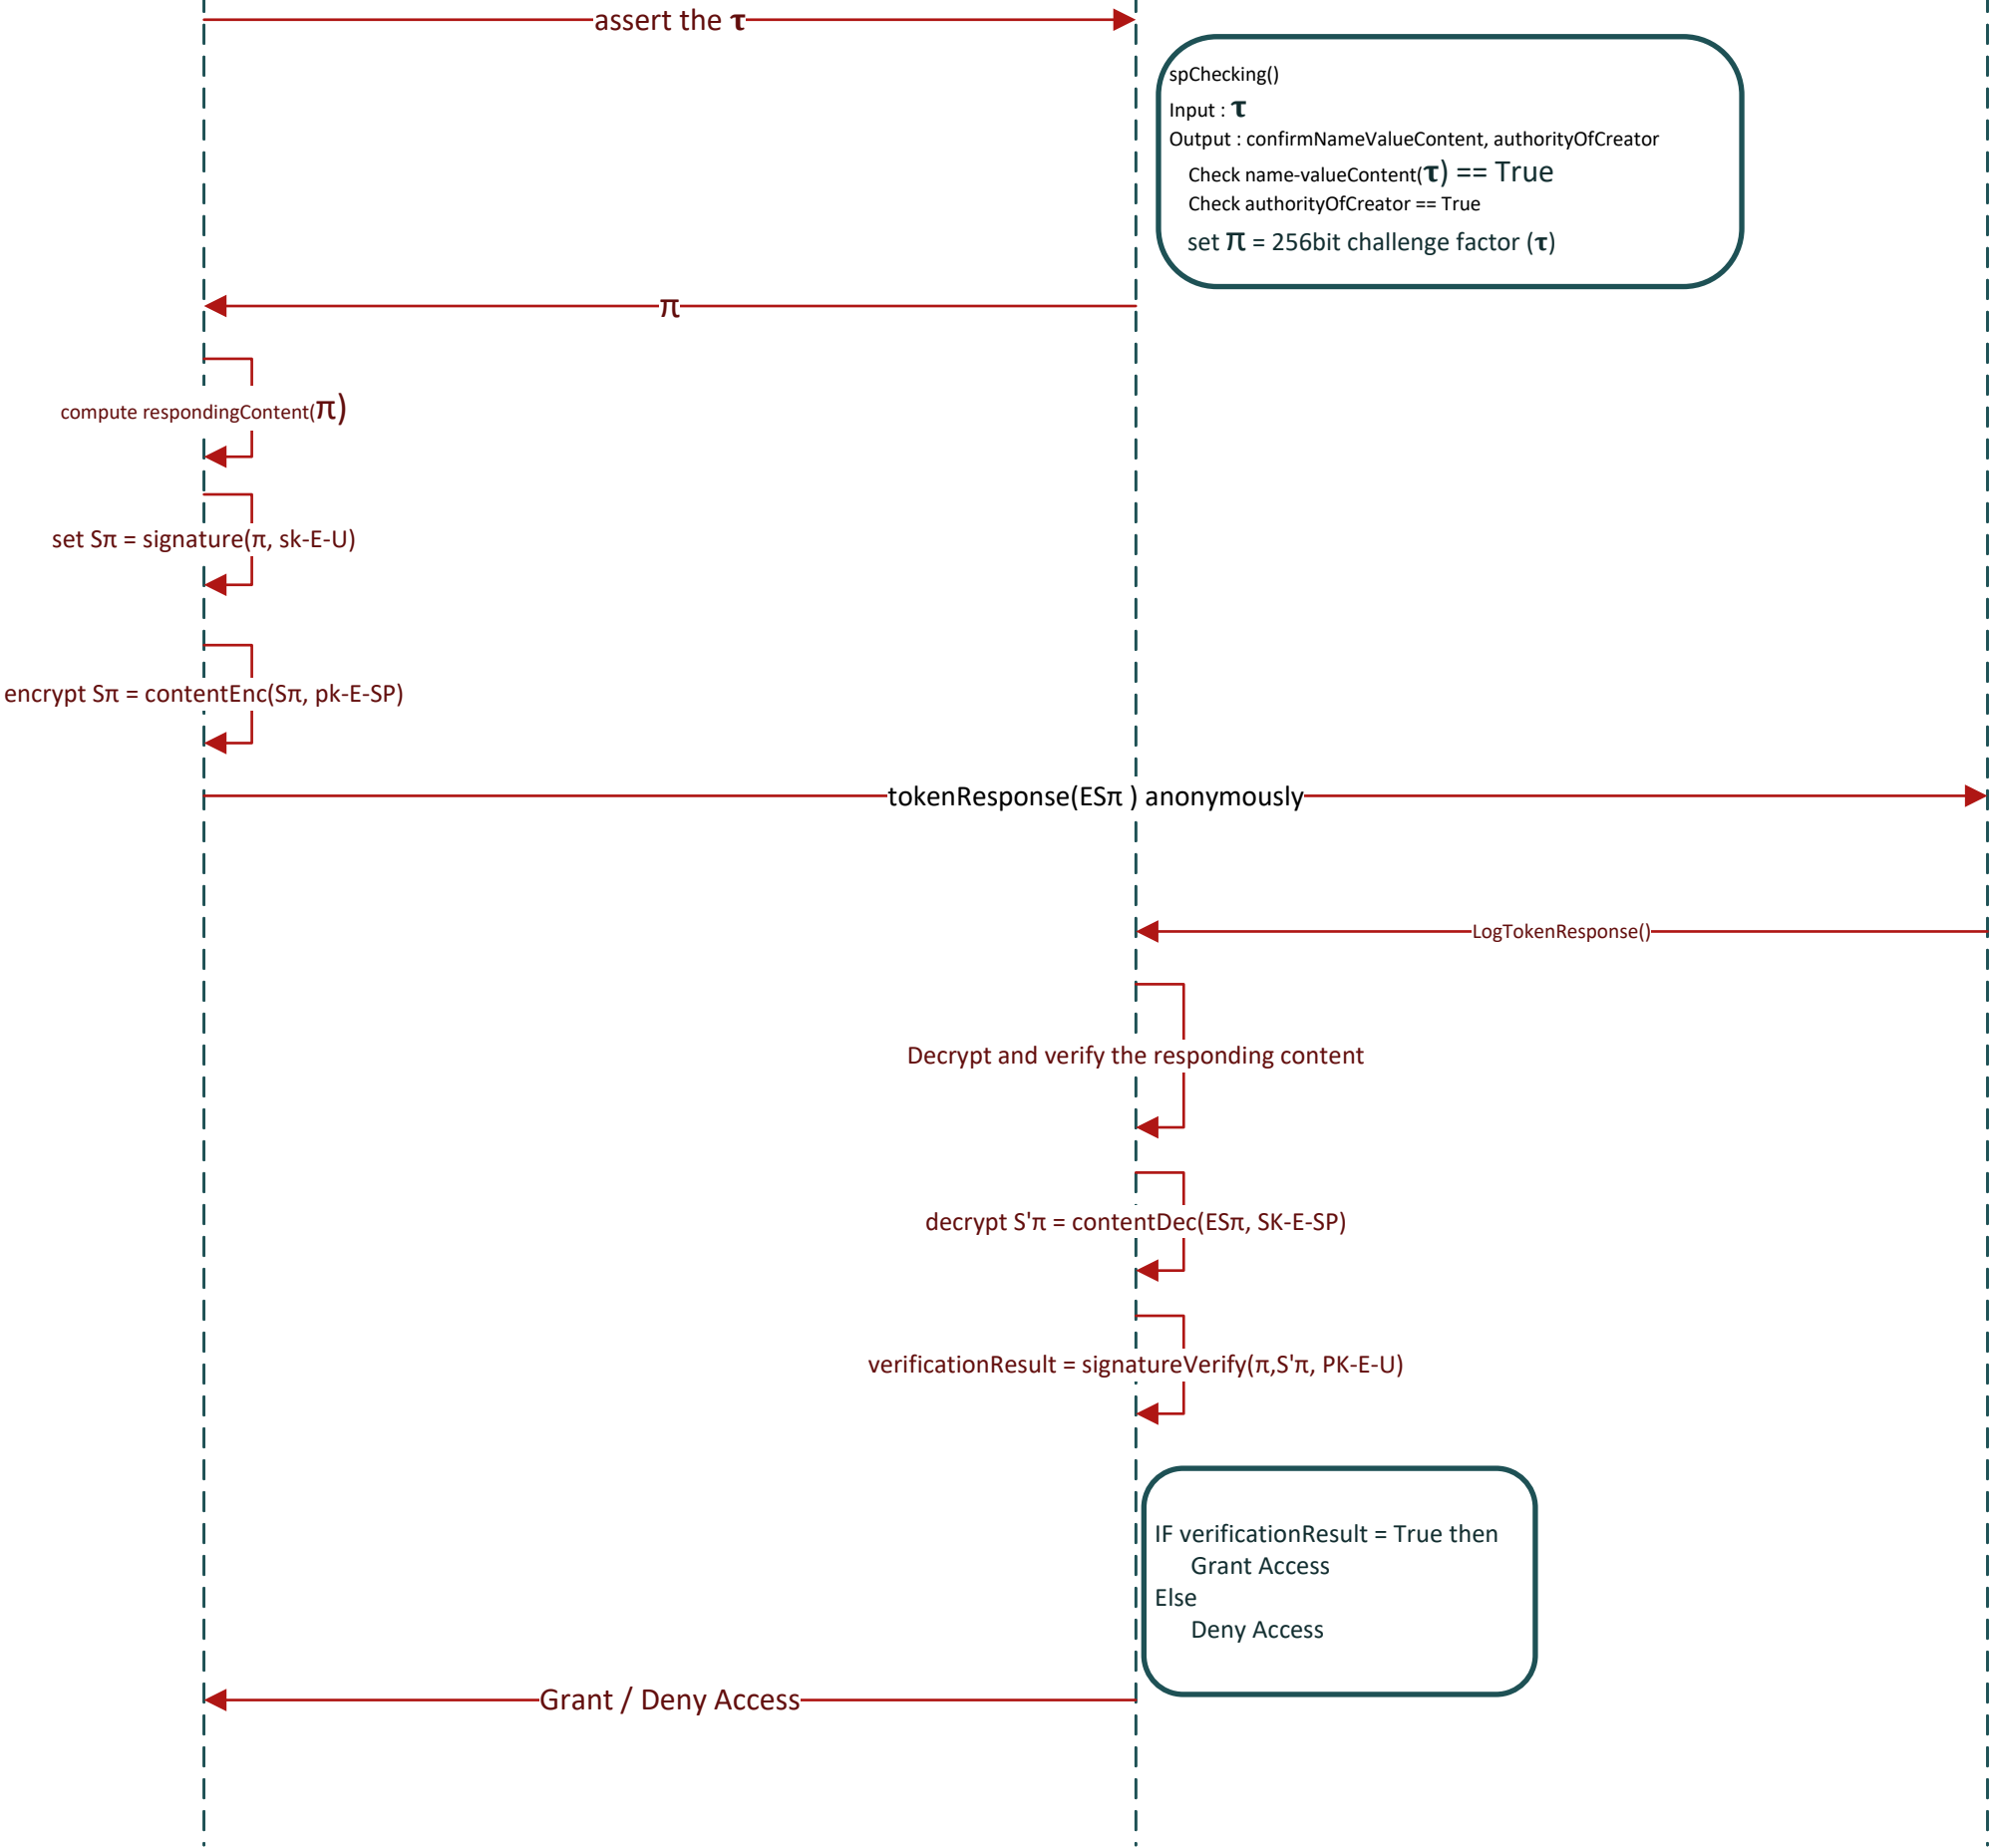 assert the τ
spChecking()
Input : τ
Output : confirmNameValueContent, authorityOfCreator
Check name-valueContent(τ) == True
Check authorityOfCreator == True
set π = 256bit challenge factor (τ)
π
compute respondingContent(π)
set Sπ = signature(π, sk-E-U)
encrypt Sπ = contentEnc(Sπ, pk-E-SP)
tokenResponse(ESπ ) anonymously
LogTokenResponse()
Decrypt and verify the responding content
decrypt S'π = contentDec(ESπ, SK-E-SP)
verificationResult = signatureVerify(π,S'π, PK-E-U)
IF verificationResult = True then
Grant Access
Else
Deny Access
Grant / Deny Access